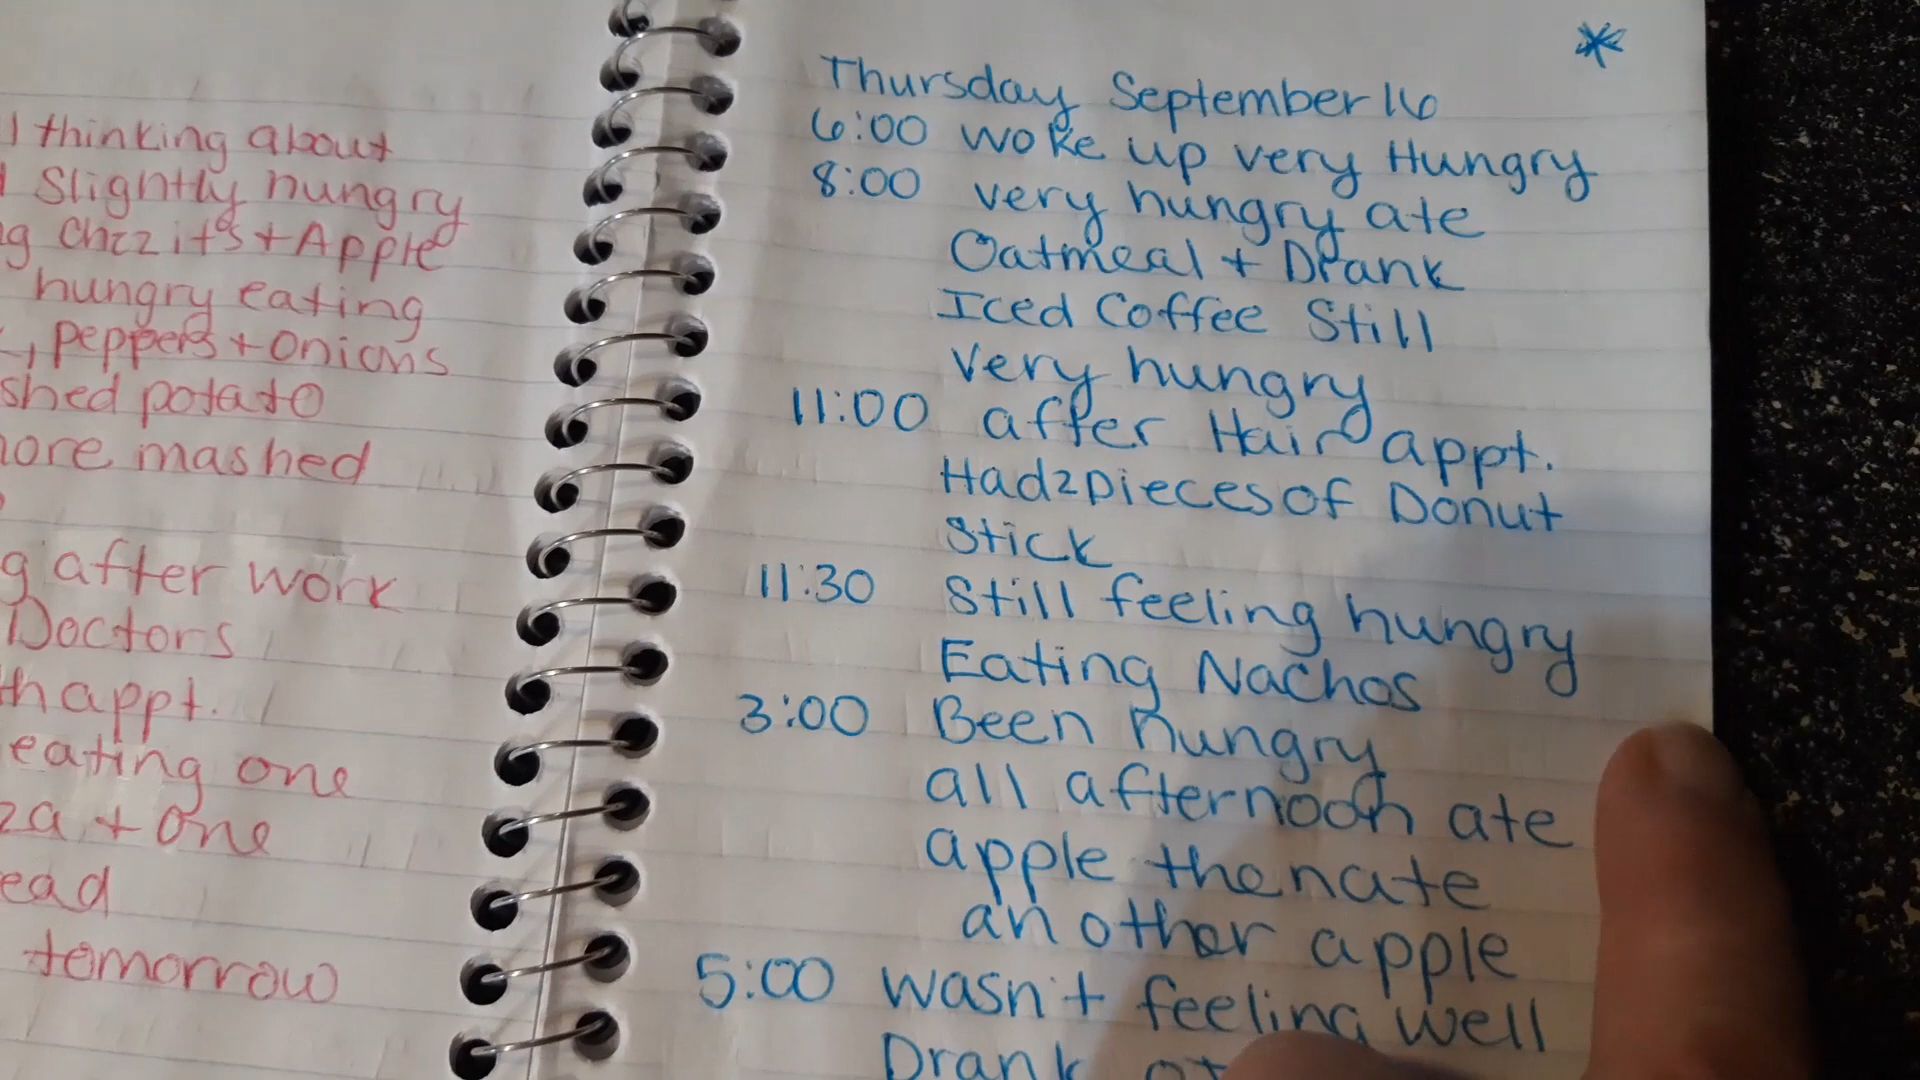 thinking about
slightly hungry
Chzzits + Apple
hungry eating
peppers + onions
shed potato
ore mashed
g after work
Doctors
h appt.
eating one
za + one
ead
tomorrow
*
Thursday September 16
6:00 woke up very Hungry
8:00 very hungry ate
Oatmeal + Drank
Iced Coffee Still
Very hungry
11:00 after Hair appt.
Had 2 pieces of Donut
Stick
11:30 Still feeling hungry
Eating Nachos
3:00 Been hungry
all afternoon ate
apple then ate
another apple
5:00 wasn't feeling well
Drank